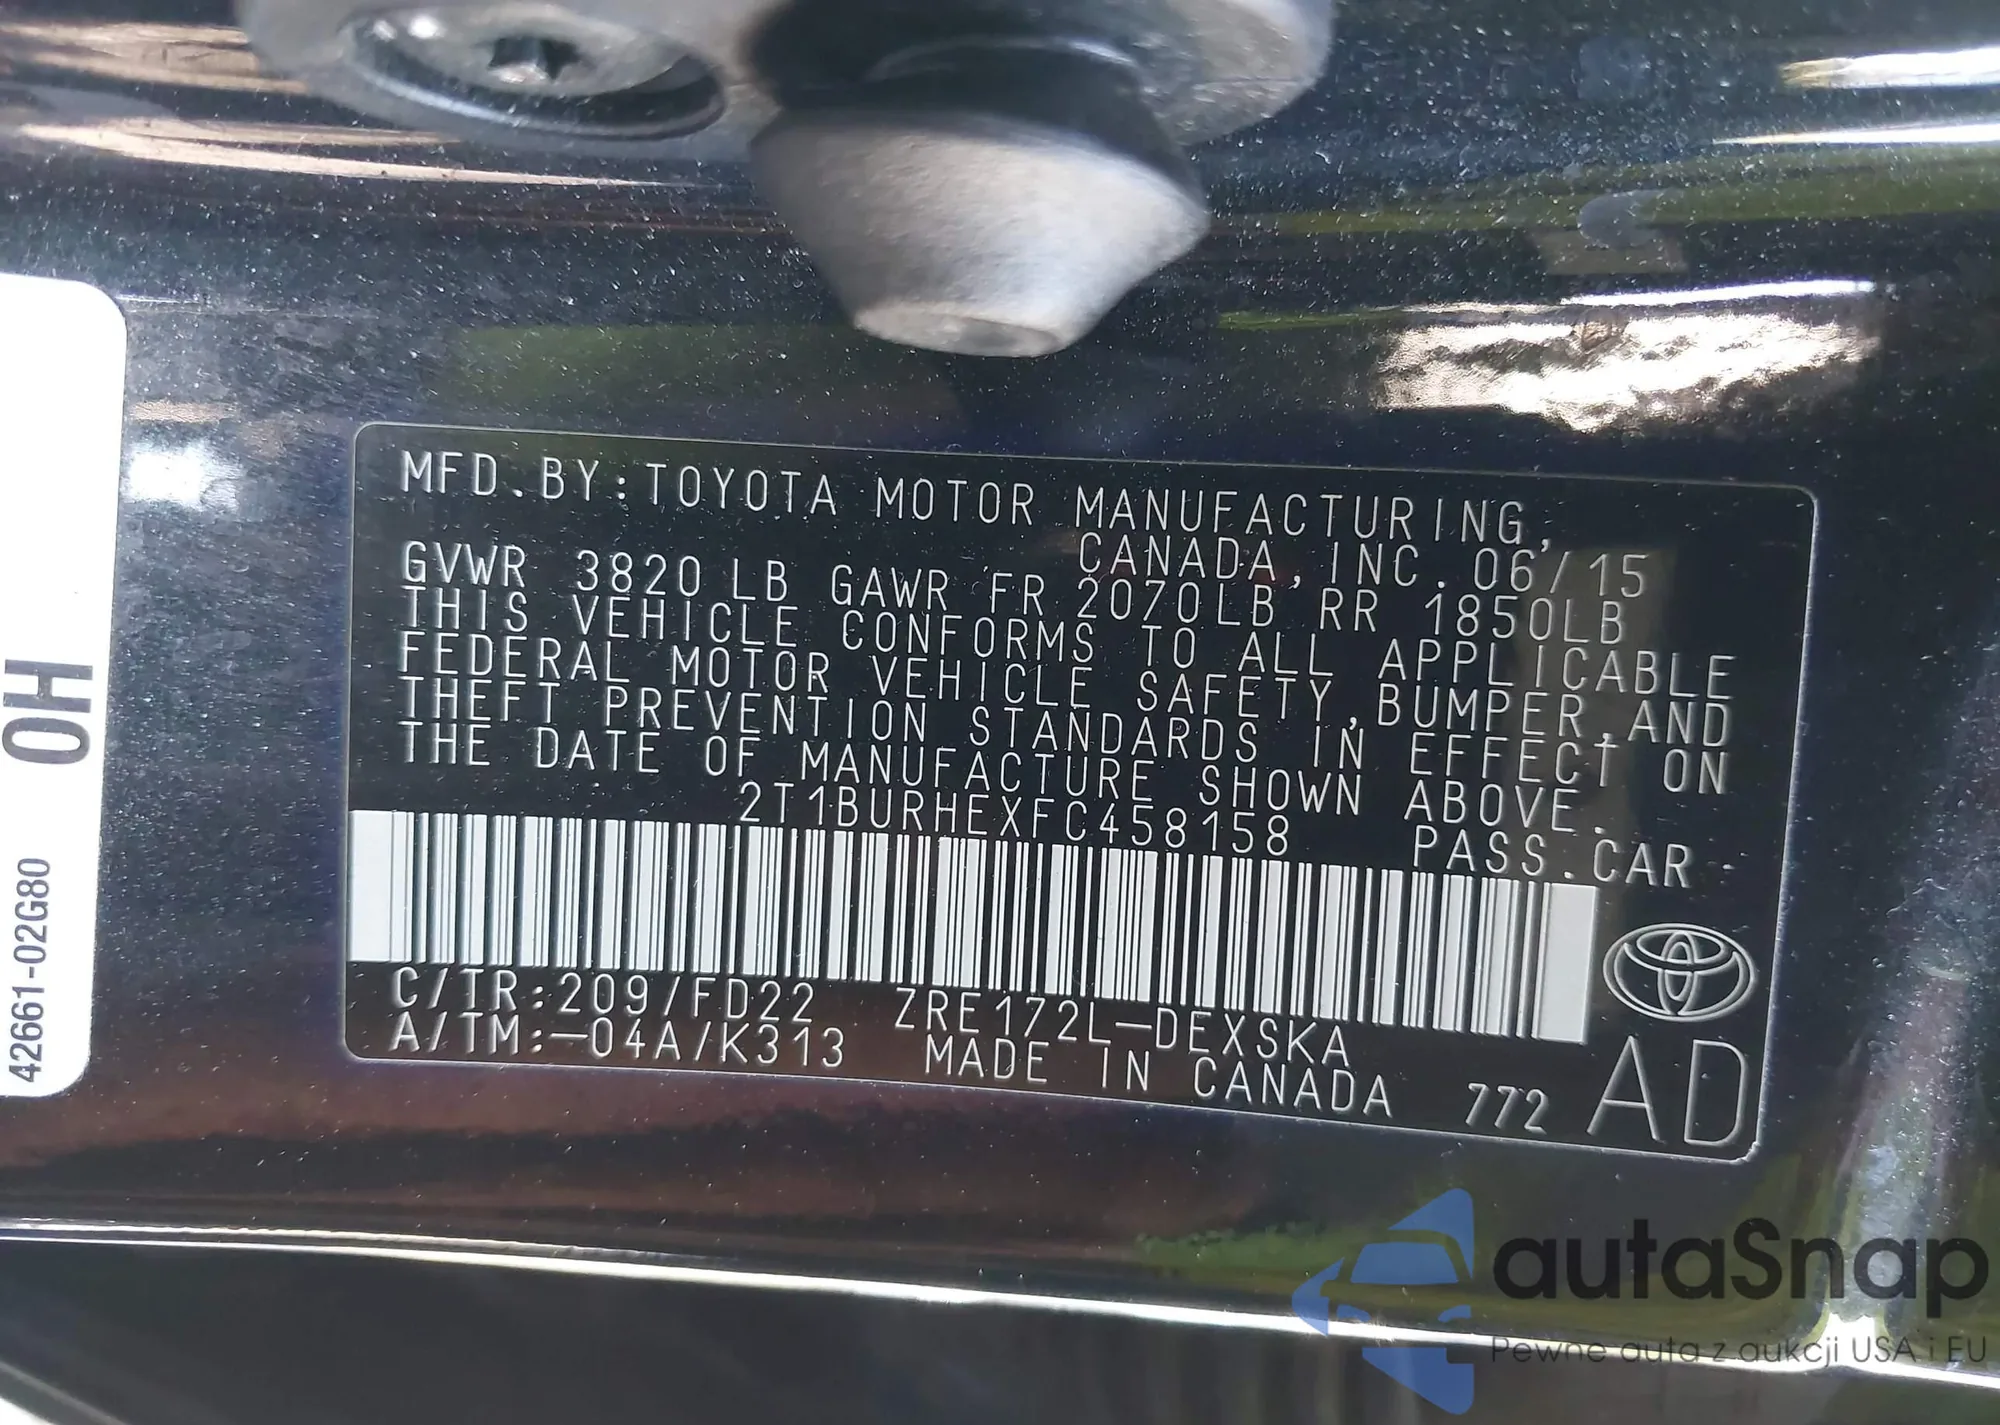 MFD.BY:TOYOTA MOTOR MANUFACTURING,
CANADA,INC.06/15
GVWR 3820 LB GAWR FR 2070LB RR 1850LB
THIS VEHICLE CONFORMS TO ALL APPLICABLE
FEDERAL MOTOR VEHICLE SAFETY,BUMPER,AND
THEFT PREVENTION STANDARDS IN EFFECT ON
THE DATE OF MANUFACTURE SHOWN ABOVE.
2T1BURHEXFC458158 PASS.CAR
C/TR:209/FD22 ZRE172L-DEXSKA
A/TM:-04A/K313 MADE IN CANADA 772 AD
0H
42661-02G80
autaSnap
Pewne auta z aukcji USA i EU